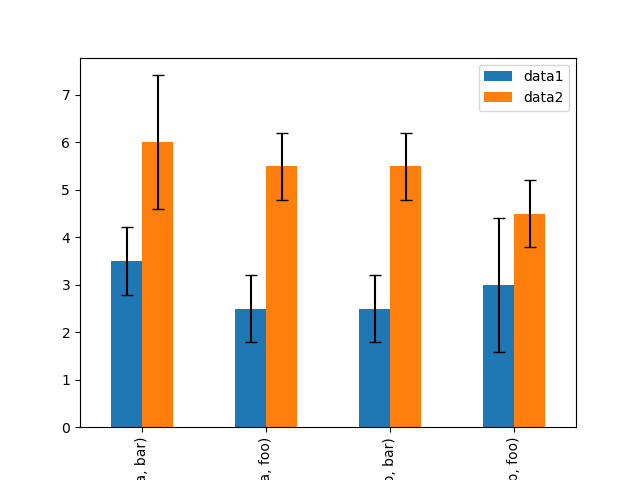 data1
data2
7
6
5
4
3
2
1
0
a, bar)
a, foo)
o, bar)
o, foo)